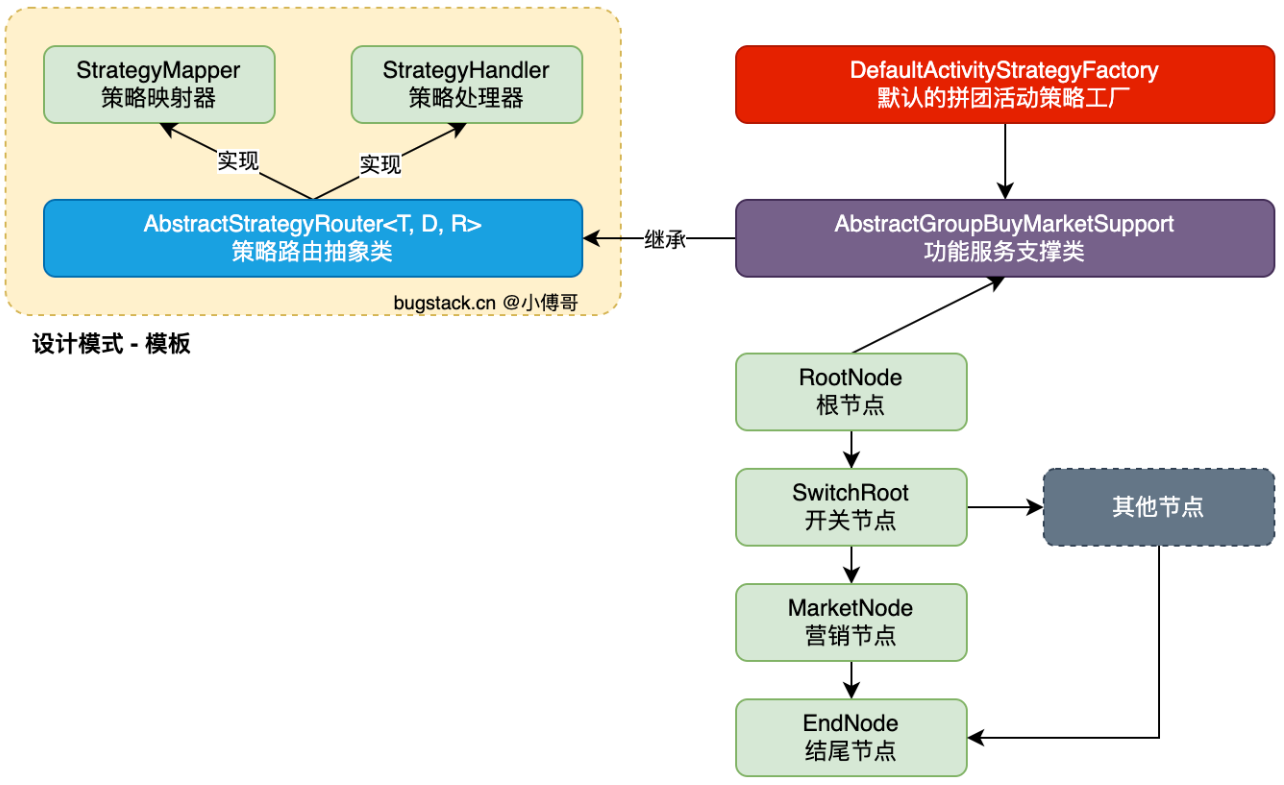 StrategyMapper
策略映射器
StrategyHandler
策略处理器
实现
实现
AbstractStrategyRouter<T, D, R>
策略路由抽象类
bugstack.cn @小傅哥
设计模式 - 模板
DefaultActivityStrategyFactory
默认的拼团活动策略工厂
继承
AbstractGroupBuyMarketSupport
功能服务支撑类
RootNode
根节点
SwitchRoot
开关节点
其他节点
MarketNode
营销节点
EndNode
结尾节点